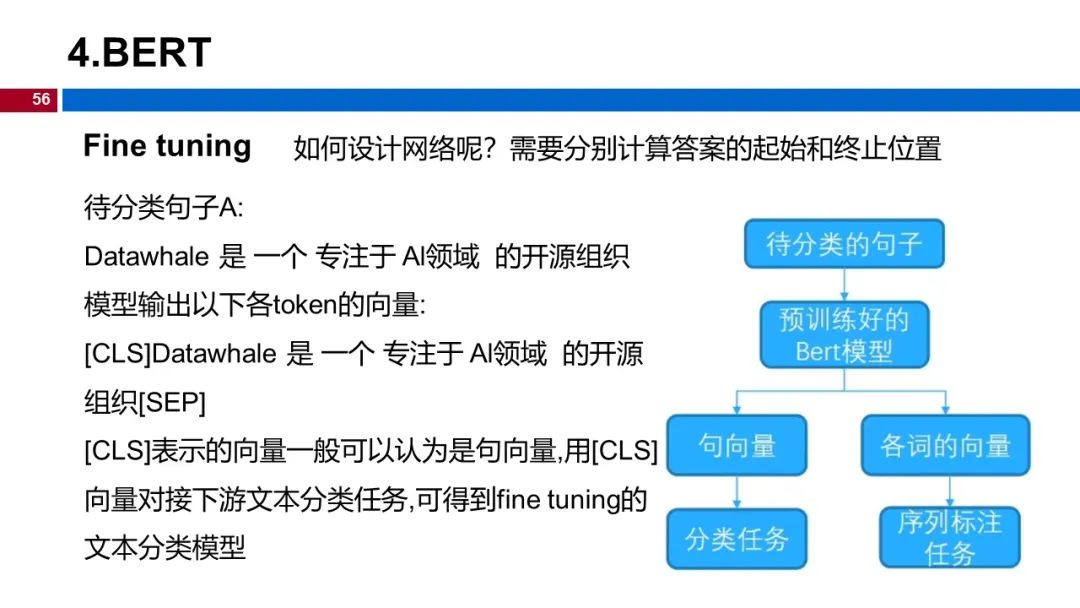 4.BERT
56
Fine tuning 如何设计网络呢？需要分别计算答案的起始和终止位置
待分类句子A:
Datawhale 是 一个 专注于 AI领域 的开源组织
模型输出以下各token的向量:
[CLS]Datawhale 是 一个 专注于 AI领域 的开源
组织[SEP]
[CLS]表示的向量一般可以认为是句向量,用[CLS]
向量对接下游文本分类任务,可得到fine tuning的
文本分类模型
待分类的句子
预训练好的
Bert模型
句向量
各词的向量
分类任务
序列标注
任务